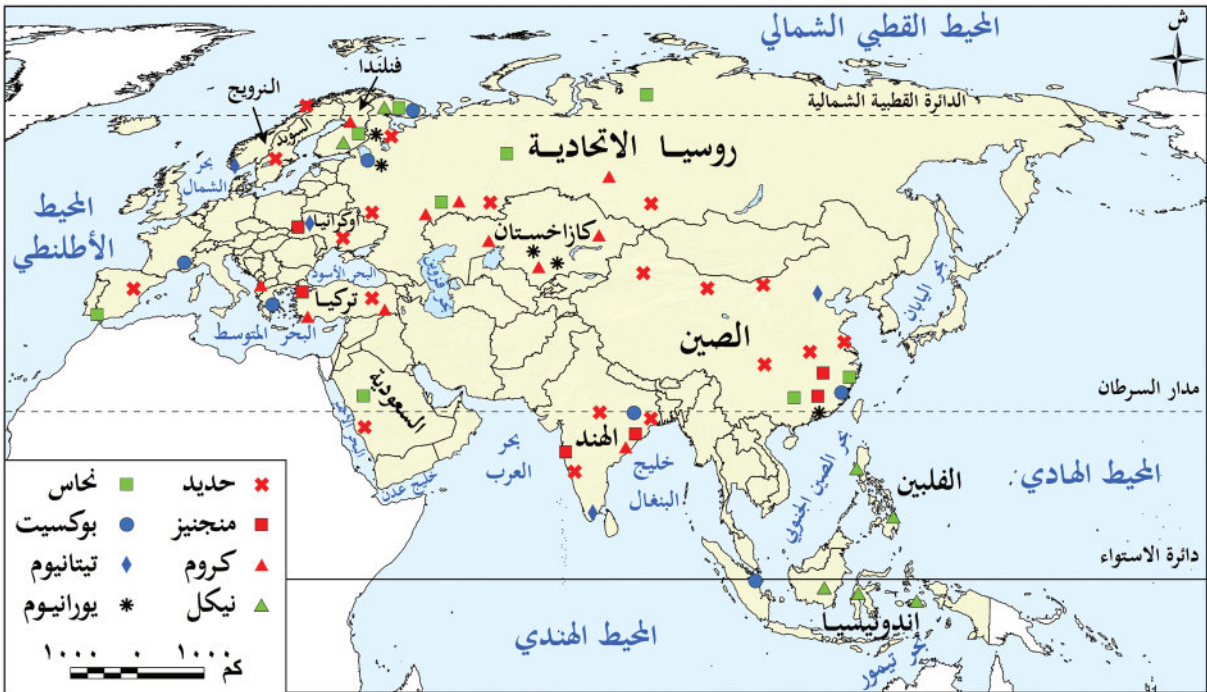 المحيط القطبي الشمالي
ش
فنلندا
النرويج
السويد
الدائرة القطبية الشمالية
بحر
الشمال
روسيا الاتحادية
المحيط
الأطلنطي
أوكرانيا
كازاخستان
البحر الأسود
بحر قزوين
بحر اليابان
تركيا
البحر المتوسط
الصين
السعودية
البحر الأحمر
مدار السرطان
الهند
بحر
العرب
خليج
البنغال
خليج عدن
بحر الصين الجنوبي
الفلبين
المحيط الهادي
دائرة الاستواء
اندونيسيا
المحيط الهندي
بحر تيمور
حديد
نحاس
منجنيز
بوكسيت
كروم
تيتانيوم
نيكل
يورانيوم
١٠٠٠ ٠ ١٠٠٠ كم